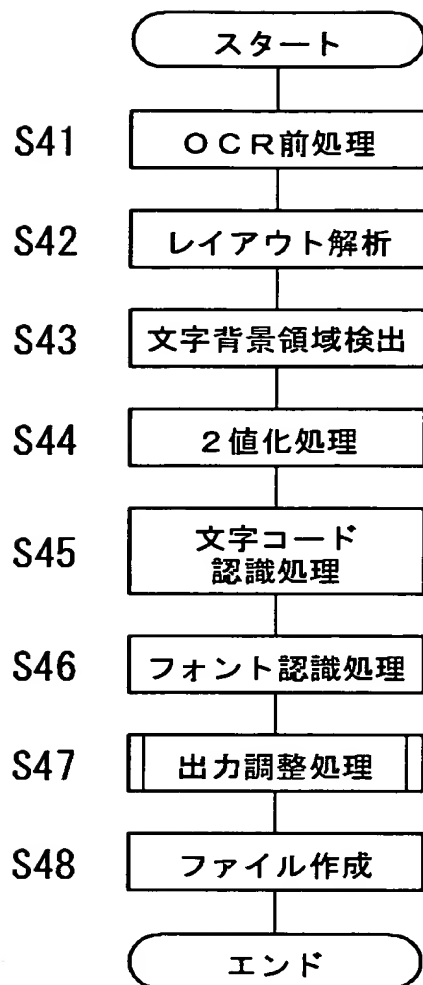 スタート
S41 OCR前処理
S42 レイアウト解析
S43 文字背景領域検出
S44 2値化処理
S45 文字コード
認識処理
S46 フォント認識処理
S47 出力調整処理
S48 ファイル作成
エンド